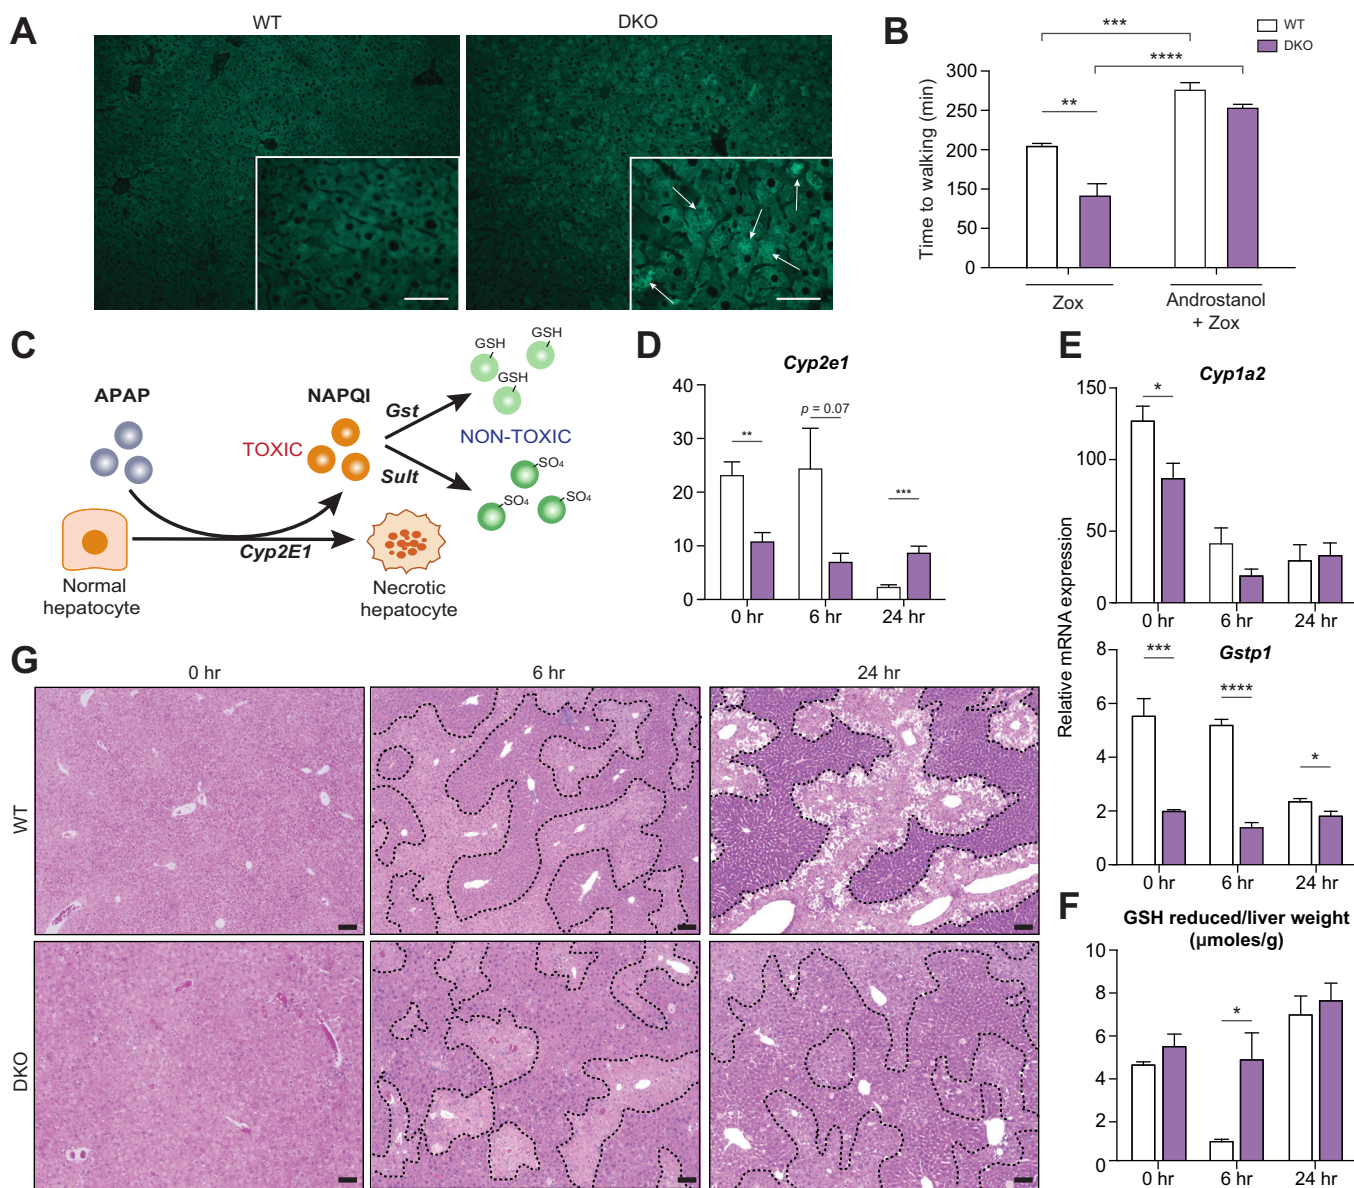 A
WT
DKO
B
WT
DKO
***
****
**
Time to walking (min)
300
250
200
150
50
0
Zox
Androstanol
+ Zox
C
APAP
NAPQI
TOXIC
Gst
Sult
GSH
GSH
GSH
NON-TOXIC
SO₄
SO₄
SO₄
Cyp2E1
Normal
hepatocyte
Necrotic
hepatocyte
D
Cyp2e1
40
30
20
10
0
**
p = 0.07
***
0 hr
6 hr
24 hr
E
Relative mRNA expression
Cyp1a2
150
100
50
0
*
0 hr
6 hr
24 hr
Gstp1
8
6
4
2
0
***
****
*
0 hr
6 hr
24 hr
F
GSH reduced/liver weight
(µmoles/g)
10
8
6
4
2
0
*
0 hr
6 hr
24 hr
G
0 hr
6 hr
24 hr
WT
DKO